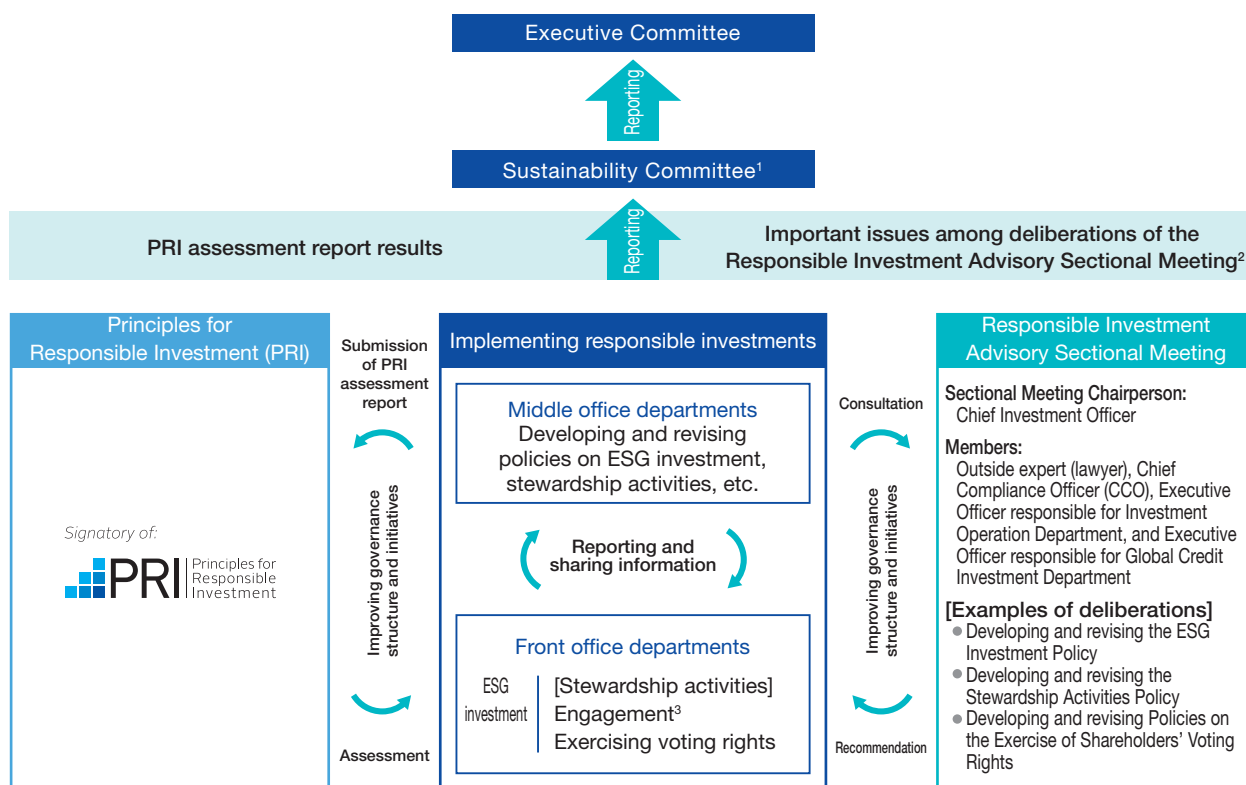 Executive Committee
Reporting
Sustainability Committee¹
Reporting
PRI assessment report results
Important issues among deliberations of the
Responsible Investment Advisory Sectional Meeting²
Principles for
Responsible Investment (PRI)
Signatory of:
PRI
Principles for
Responsible
Investment
Submission
of PRI
assessment
report
Improving governance
structure and initiatives
Assessment
Implementing responsible investments
Middle office departments
Developing and revising
policies on ESG investment,
stewardship activities, etc.
Reporting and
sharing information
Front office departments
ESG
investment
[Stewardship activities]
Engagement³
Exercising voting rights
Consultation
Improving governance
structure and initiatives
Recommendation
Responsible Investment
Advisory Sectional Meeting
Sectional Meeting Chairperson:
Chief Investment Officer
Members:
Outside expert (lawyer), Chief
Compliance Officer (CCO), Executive
Officer responsible for Investment
Operation Department, and Executive
Officer responsible for Global Credit
Investment Department
[Examples of deliberations]
● Developing and revising the ESG
Investment Policy
● Developing and revising the
Stewardship Activities Policy
● Developing and revising Policies on
the Exercise of Shareholders’ Voting
Rights